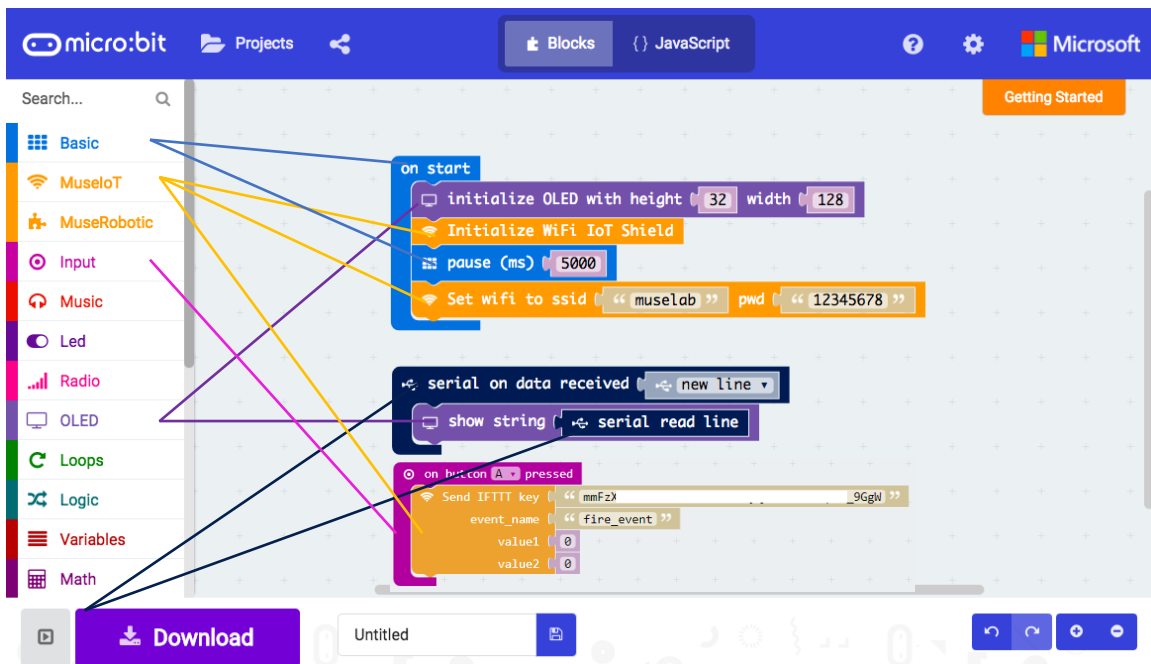 micro:bit Projects Blocks {} JavaScript Microsoft
Search... Getting Started
Basic
MuseIoT
MuseRobotic
Input
Music
Led
Radio
OLED
Loops
Logic
Variables
Math
on start
initialize OLED with height 32 width 128
Initialize WiFi IoT Shield
pause (ms) 5000
Set wifi to ssid “ muselab ” pwd “ 12345678 ”
serial on data received new line
show string serial read line
on button A pressed
Send IFTTT key “ mmFzX _9GgW ”
event_name “ fire_event ”
value1 0
value2 0
Download Untitled